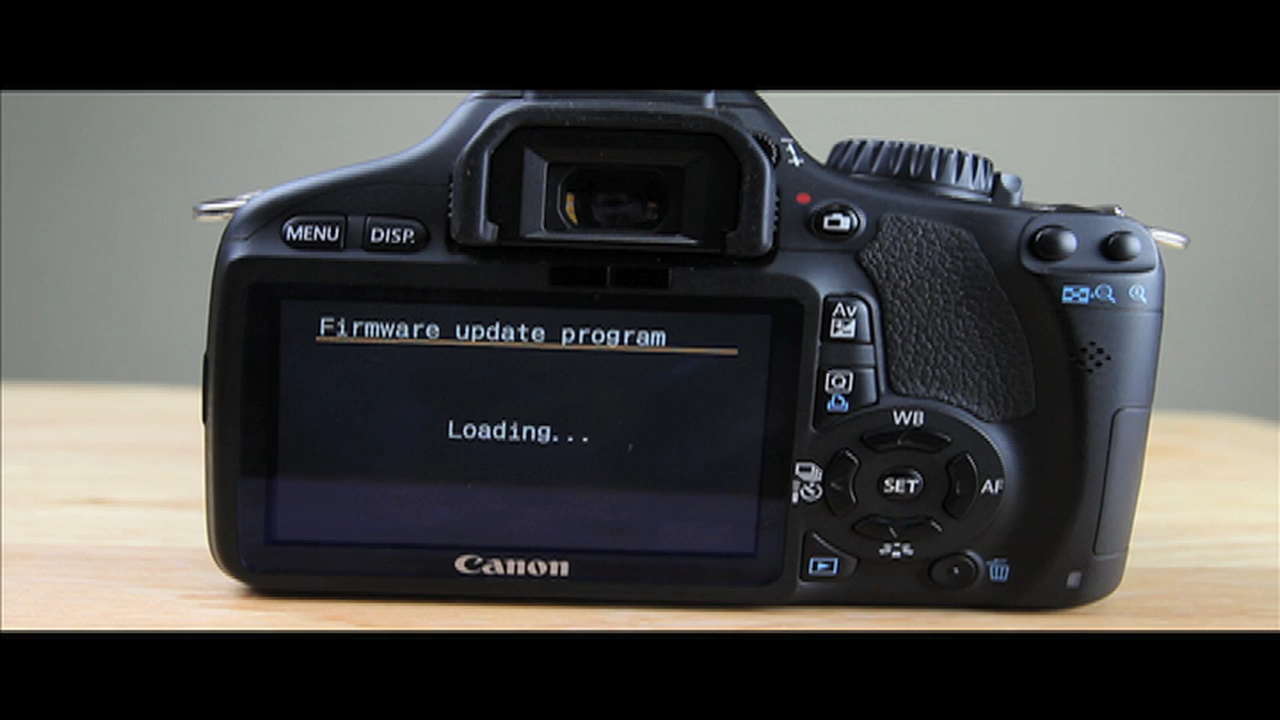 MENU
DISP.
Av
Q
Firmware update program
Loading...
WB
SET
AF
Canon